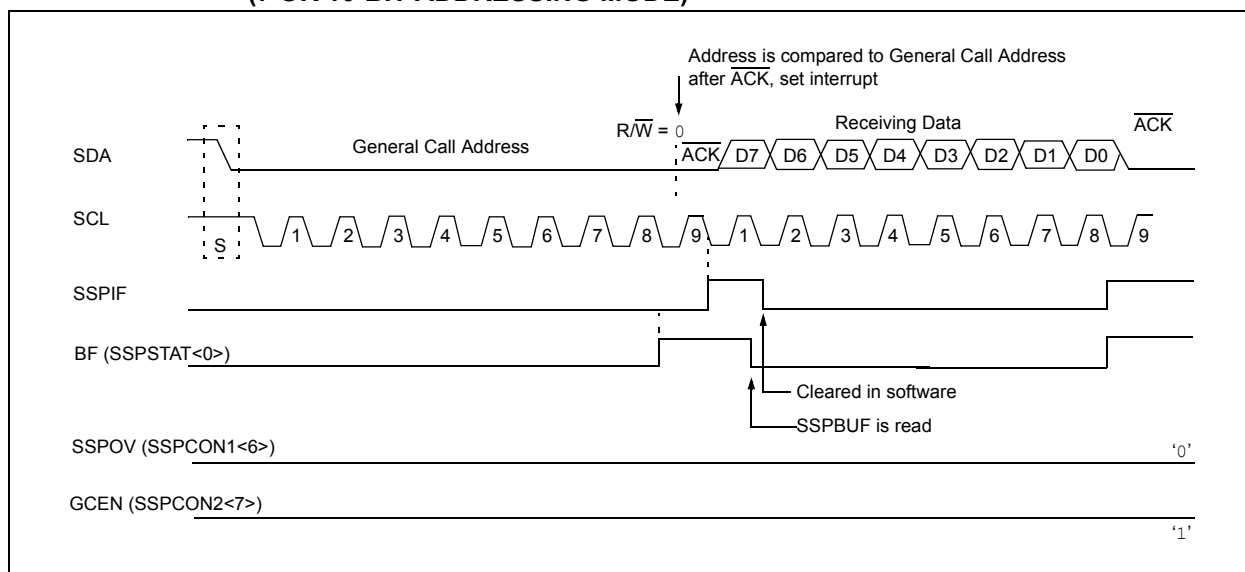 Address is compared to General Call Address
after A̅C̅K̅, set interrupt
R/W̅ = 0
Receiving Data
A̅C̅K̅
SDA
General Call Address
A̅C̅K̅ D7 D6 D5 D4 D3 D2 D1 D0
SCL
S 1 2 3 4 5 6 7 8 9 1 2 3 4 5 6 7 8 9
SSPIF
BF (SSPSTAT<0>)
Cleared in software
SSPBUF is read
SSPOV (SSPCON1<6>)
‘0’
GCEN (SSPCON2<7>)
‘1’